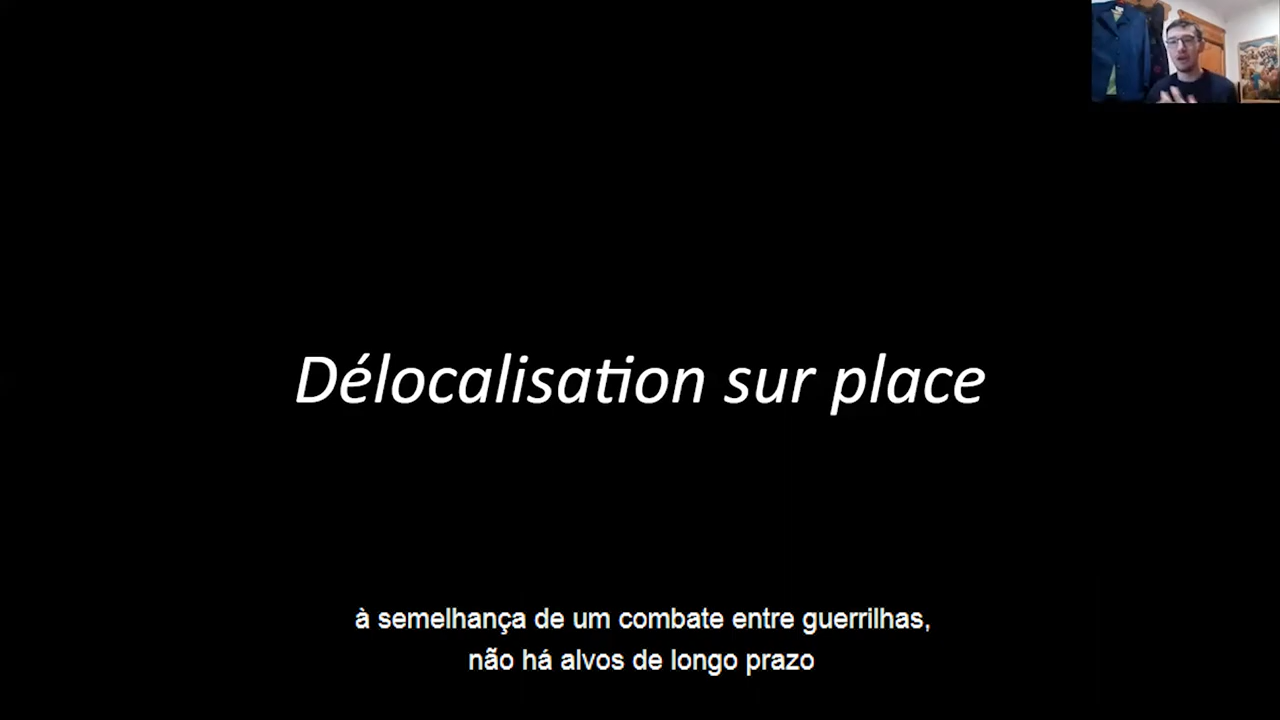 Délocalisation sur place
à semelhança de um combate entre guerrilhas,
não há alvos de longo prazo